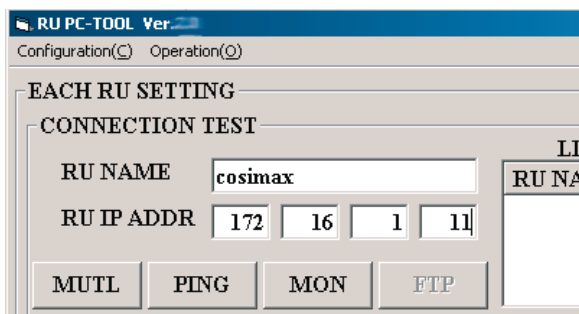 RU PC-TOOL Ver.
Configuration(C) Operation(O)
EACH RU SETTING
CONNECTION TEST
RU NAME cosimax
RU IP ADDR 172 16 1 11
MUTL PING MON FTP
LI
RU NA